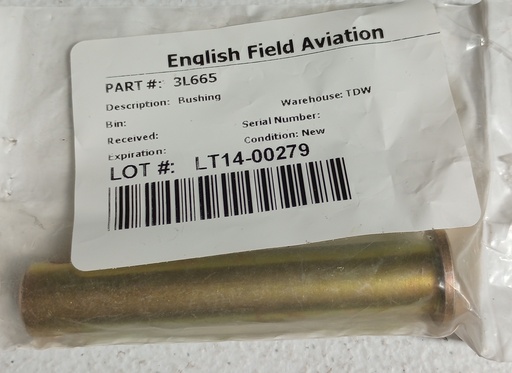 English Field Aviation
PART #: 3L665
Description: Bushing
Bin: Warehouse: TDW
Received: Serial Number:
Expiration: Condition: New
LOT #: LT14-00279